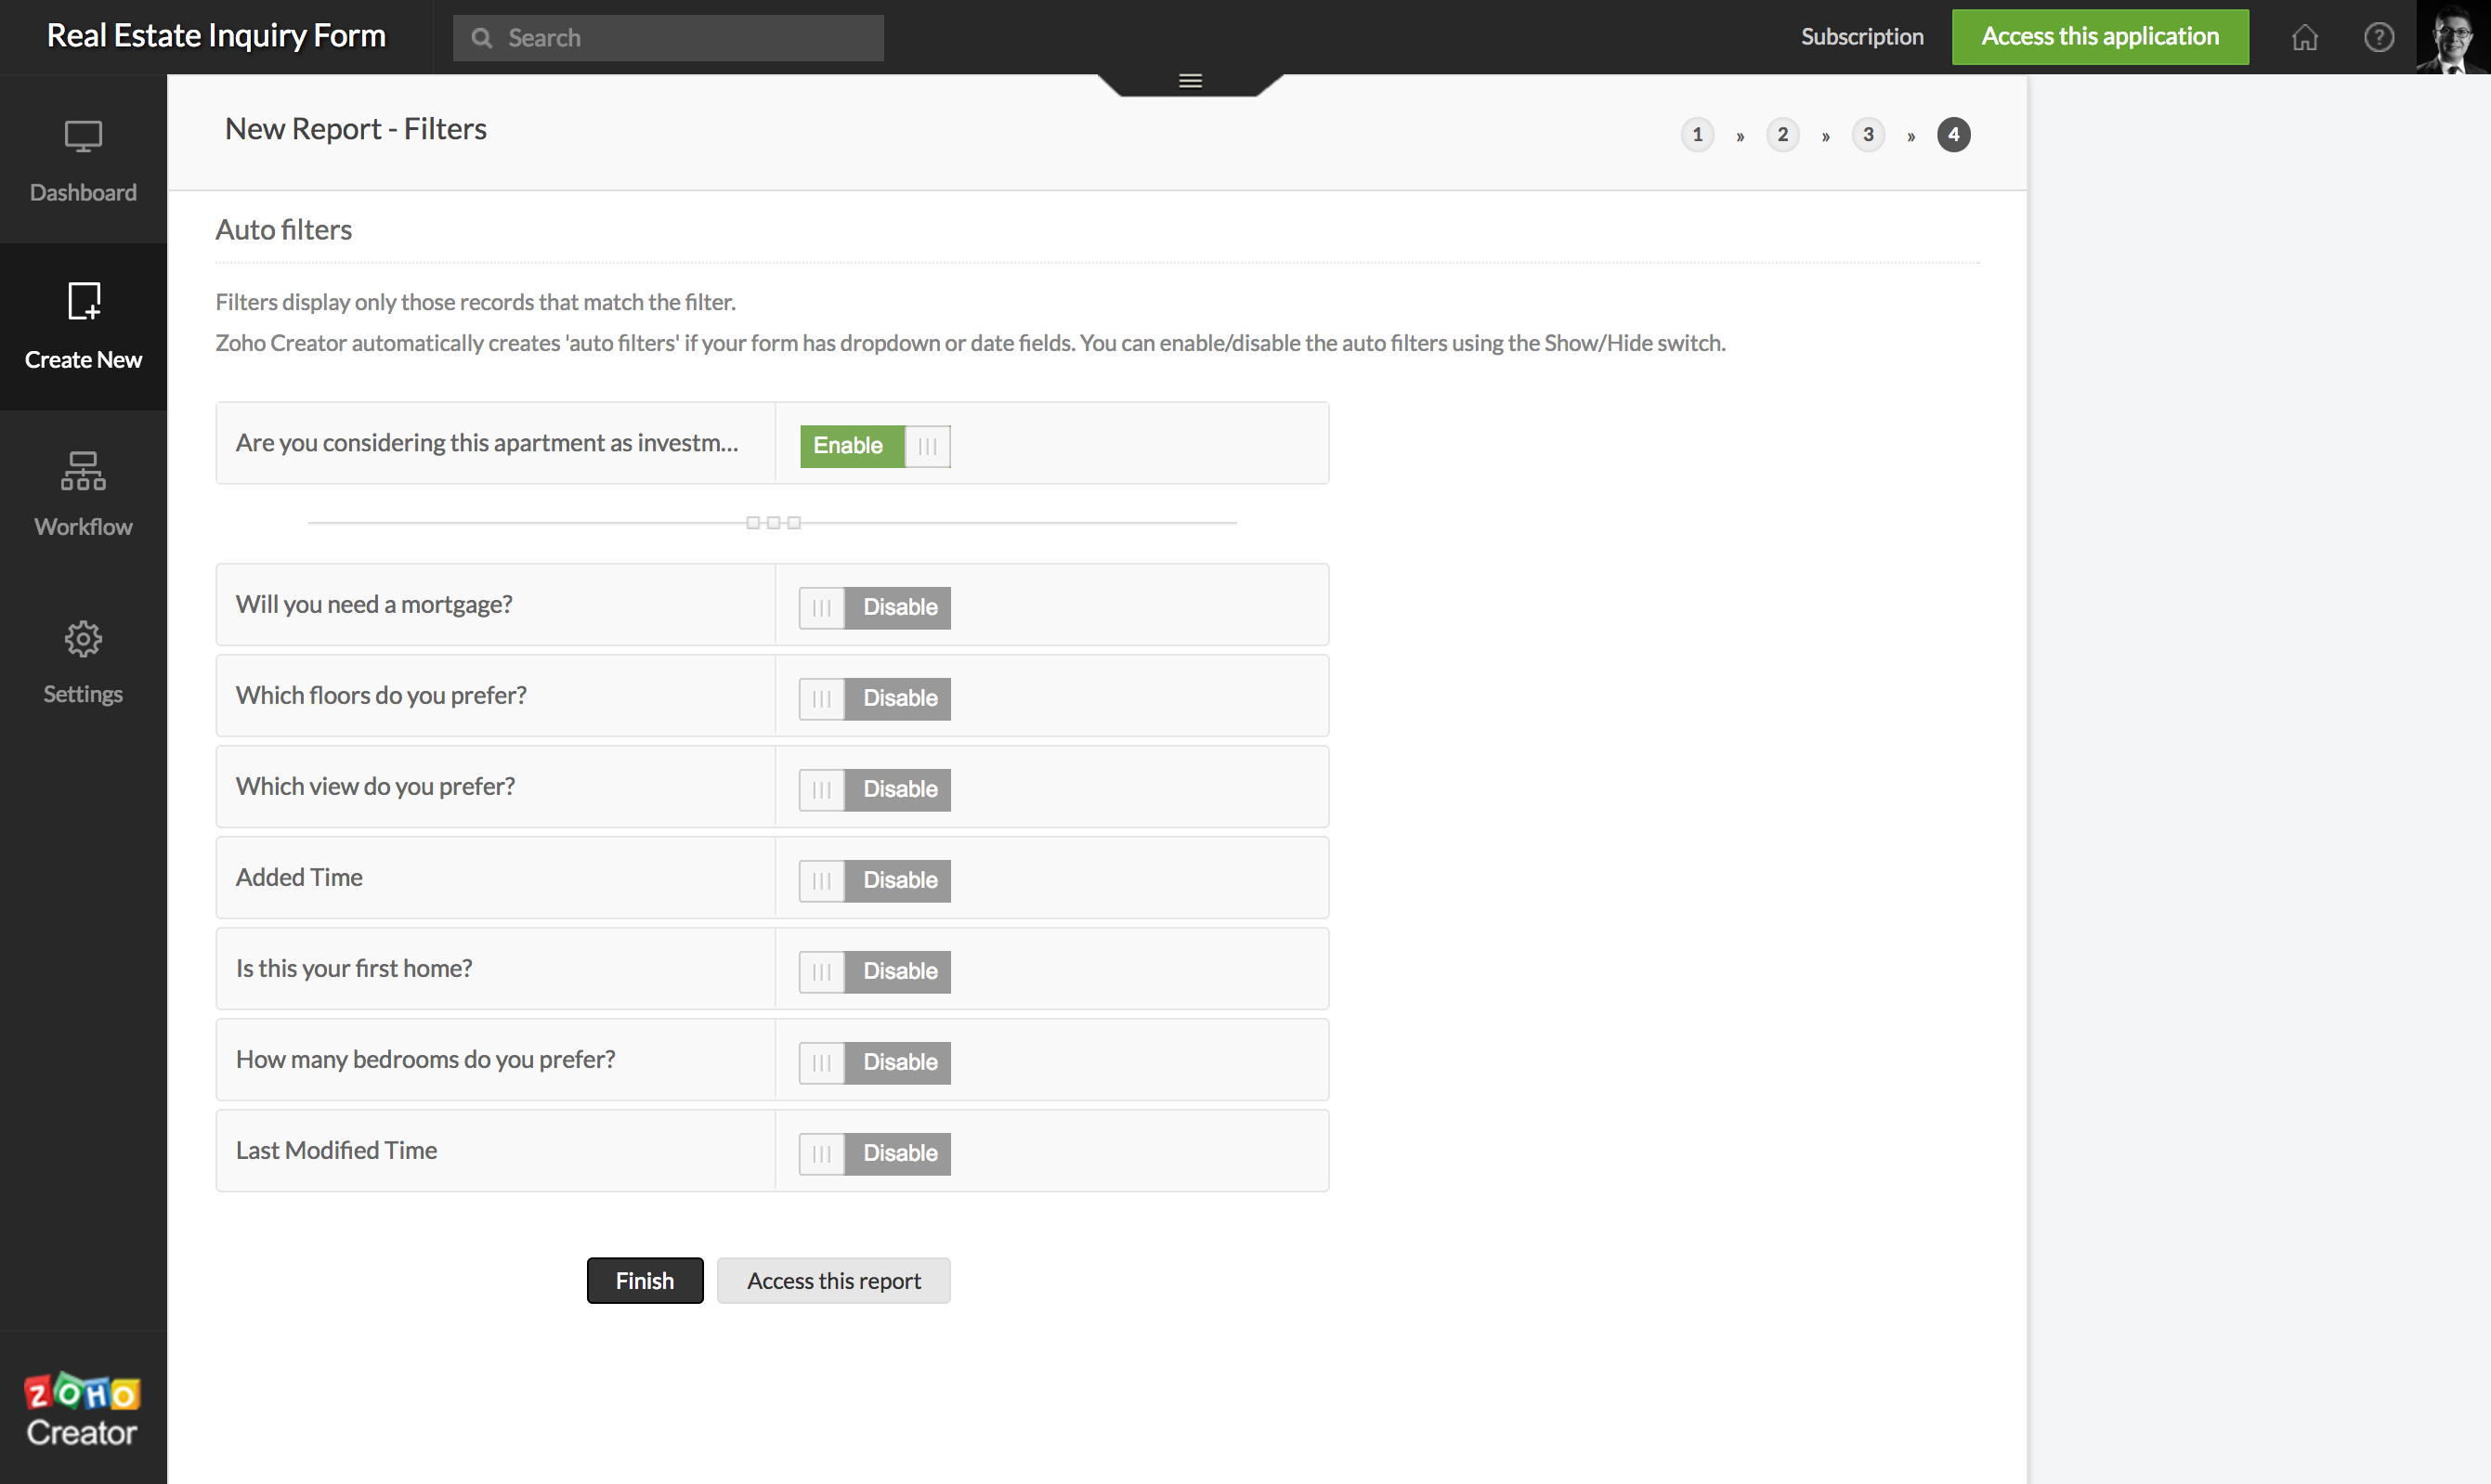 Real Estate Inquiry Form
Search
Subscription
Access this application
?
Dashboard
Create New
Workflow
Settings
New Report - Filters
1 » 2 » 3 » 4
Auto filters
Filters display only those records that match the filter.
Zoho Creator automatically creates 'auto filters' if your form has dropdown or date fields. You can enable/disable the auto filters using the Show/Hide switch.
Are you considering this apartment as investm... Enable
Will you need a mortgage? Disable
Which floors do you prefer? Disable
Which view do you prefer? Disable
Added Time Disable
Is this your first home? Disable
How many bedrooms do you prefer? Disable
Last Modified Time Disable
Finish Access this report
ZOHO
Creator